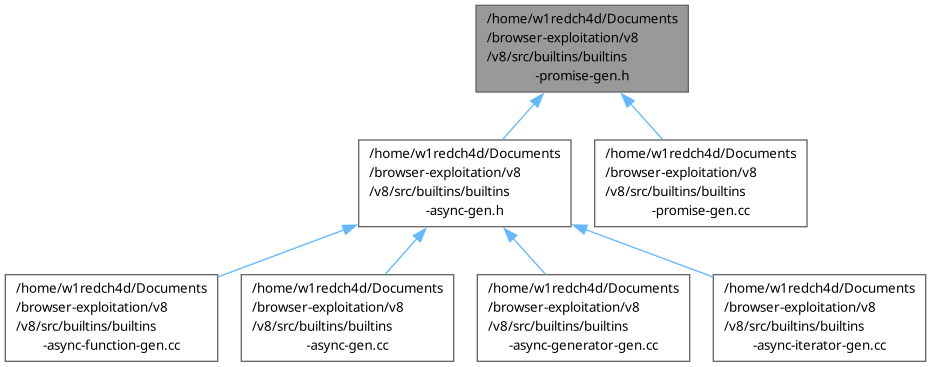 /home/w1redch4d/Documents
/browser-exploitation/v8
/v8/src/builtins/builtins
-promise-gen.h
/home/w1redch4d/Documents
/browser-exploitation/v8
/v8/src/builtins/builtins
-async-gen.h
/home/w1redch4d/Documents
/browser-exploitation/v8
/v8/src/builtins/builtins
-promise-gen.cc
/home/w1redch4d/Documents
/browser-exploitation/v8
/v8/src/builtins/builtins
-async-function-gen.cc
/home/w1redch4d/Documents
/browser-exploitation/v8
/v8/src/builtins/builtins
-async-gen.cc
/home/w1redch4d/Documents
/browser-exploitation/v8
/v8/src/builtins/builtins
-async-generator-gen.cc
/home/w1redch4d/Documents
/browser-exploitation/v8
/v8/src/builtins/builtins
-async-iterator-gen.cc